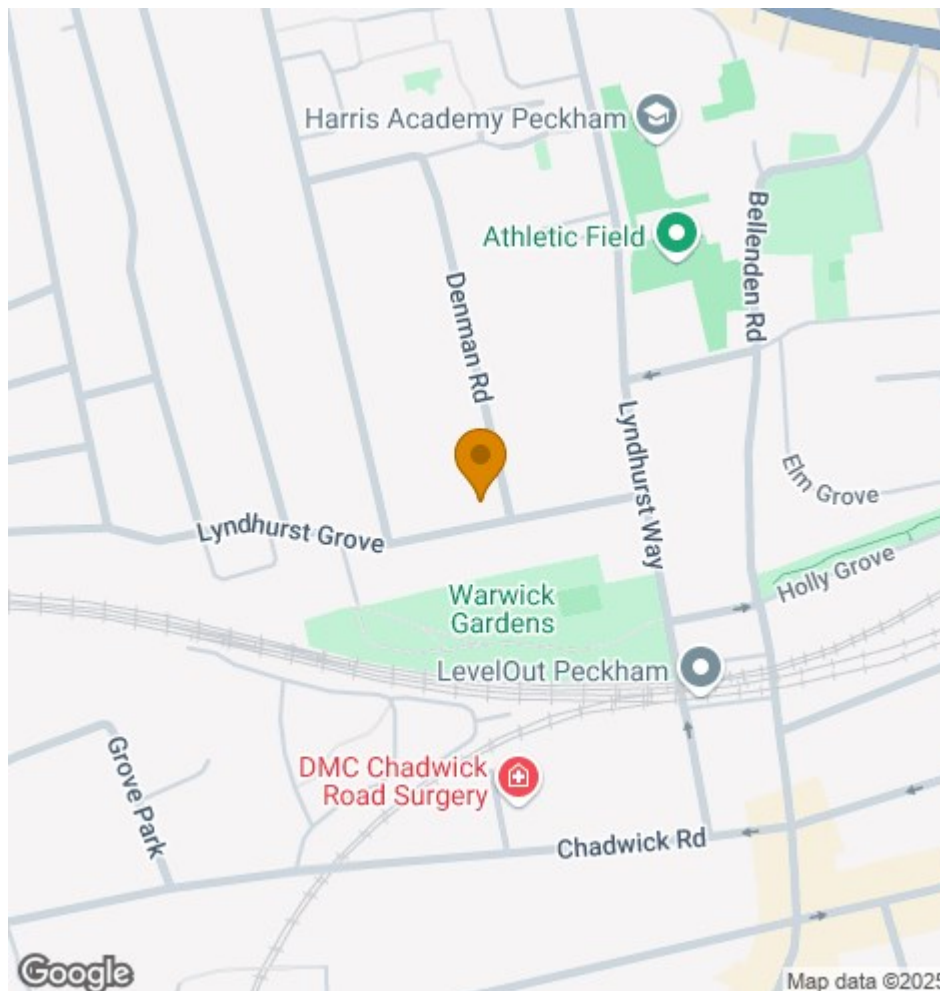 Harris Academy Peckham
Athletic Field
Bellenden Rd
Denman Rd
Lyndhurst Way
Elm Grove
Lyndhurst Grove
Holly Grove
Warwick
Gardens
LevelOut Peckham
Grove Park
DMC Chadwick
Road Surgery
Chadwick Rd
Google
Map data ©2025